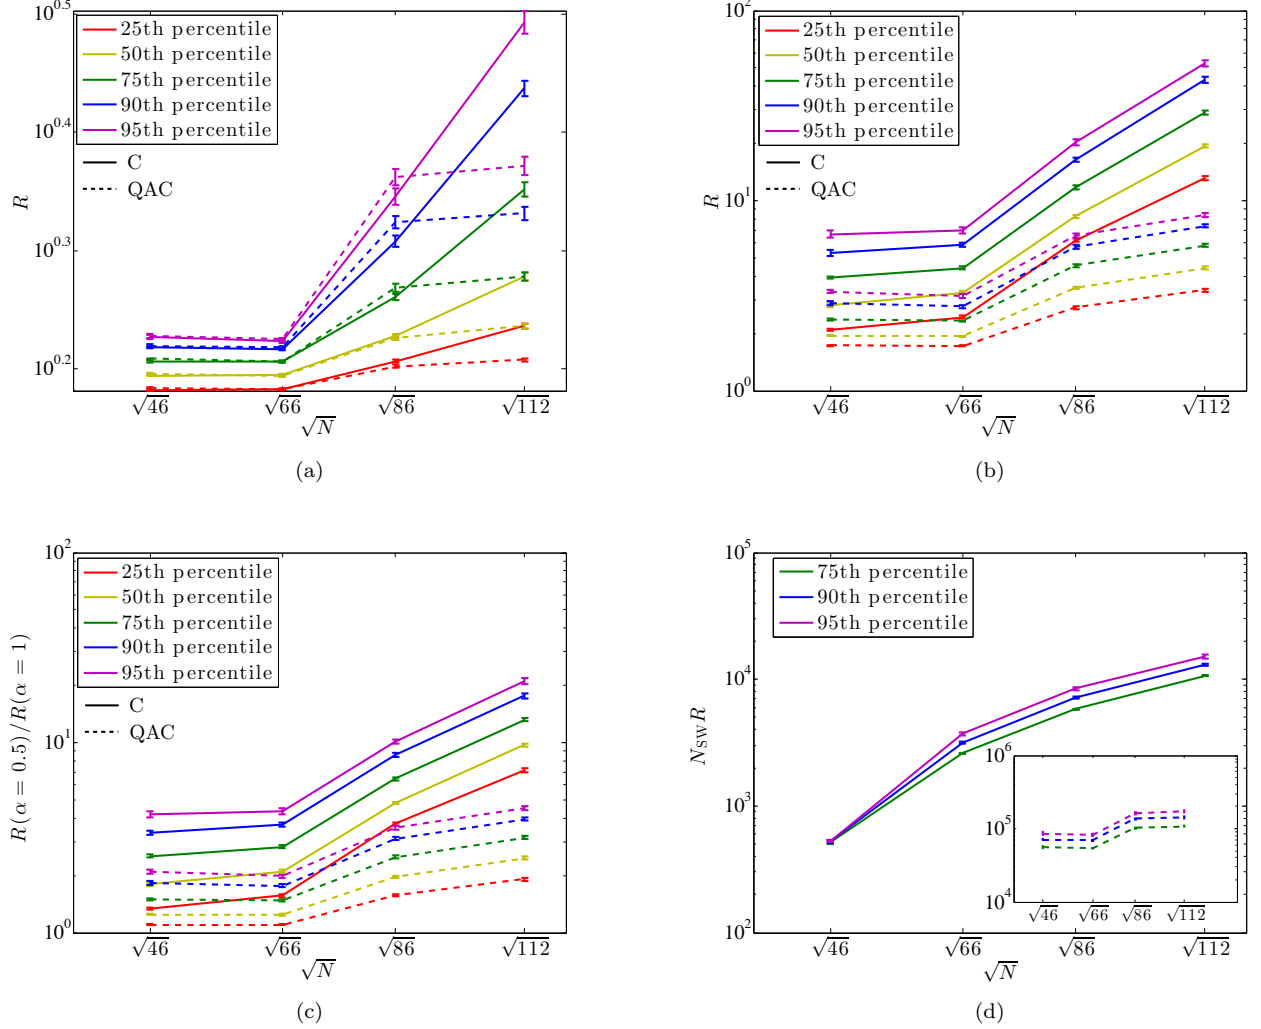 10^0.5
25th percentile
50th percentile
75th percentile
90th percentile
95th percentile
10^0.4
C
QAC
R
10^0.3
10^0.2
√46
√66
√86
√112
√N
(a)
10^2
25th percentile
50th percentile
75th percentile
90th percentile
95th percentile
C
QAC
R
10^1
10^0
√46
√66
√86
√112
√N
(b)
10^2
25th percentile
50th percentile
75th percentile
90th percentile
95th percentile
C
QAC
R(α = 0.5)/R(α = 1)
10^1
10^0
√46
√66
√86
√112
√N
(c)
10^5
75th percentile
90th percentile
95th percentile
10^4
N_SW R
10^3
10^2
10^6
10^5
10^4
√46
√66
√86
√112
√46
√66
√86
√112
√N
(d)